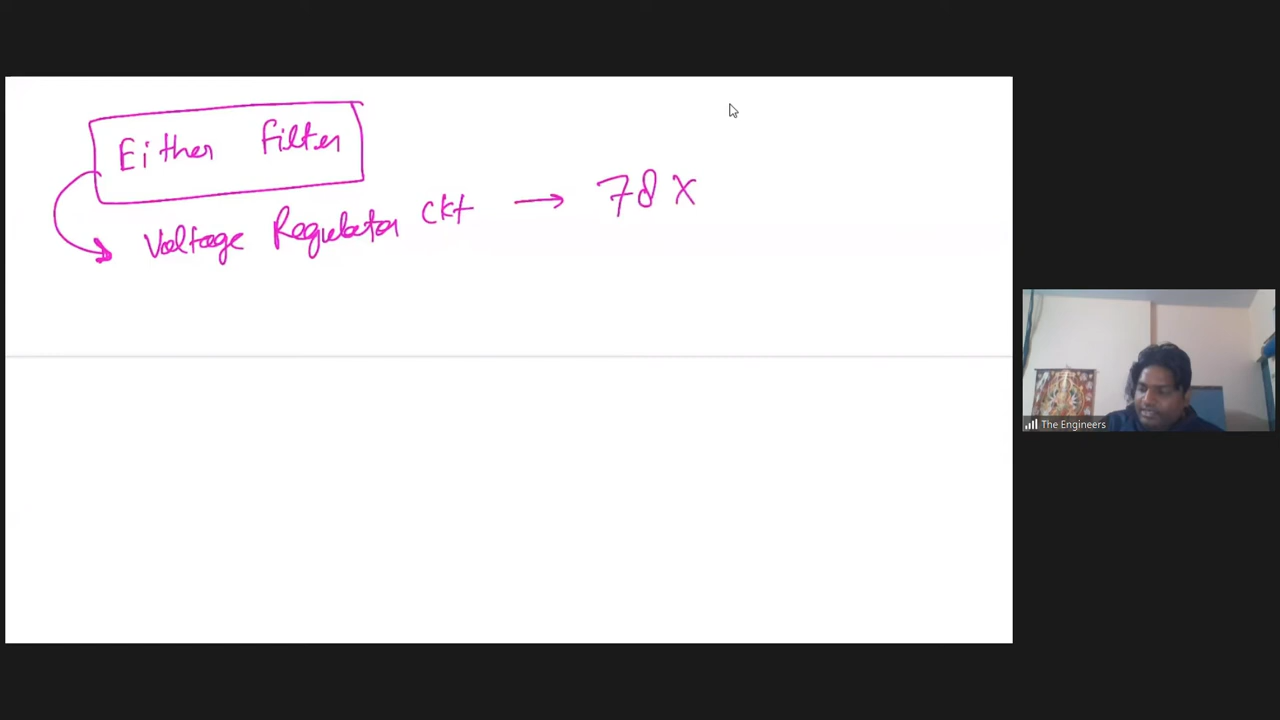 Either filter
Voltage Regulator Ckt → 78 X
The Engineers